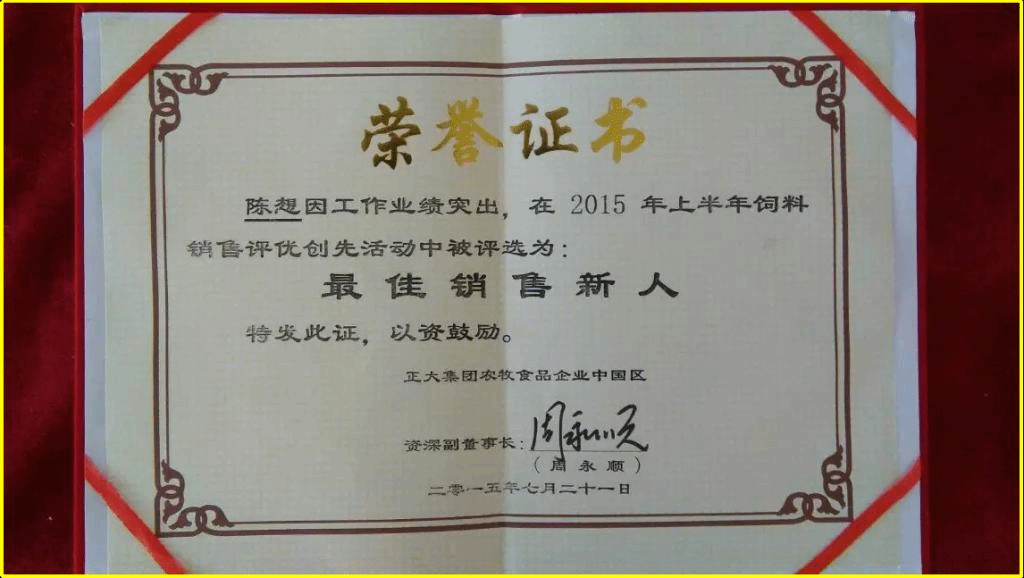 荣誉证书
陈想因工作业绩突出，在 2015 年上半年饲料
销售评优创先活动中被评选为：
最佳销售新人
特发此证，以资鼓励。
正大集团农牧食品企业中国区
资深副董事长：周永顺
（周永顺）
二零一五年七月二十一日